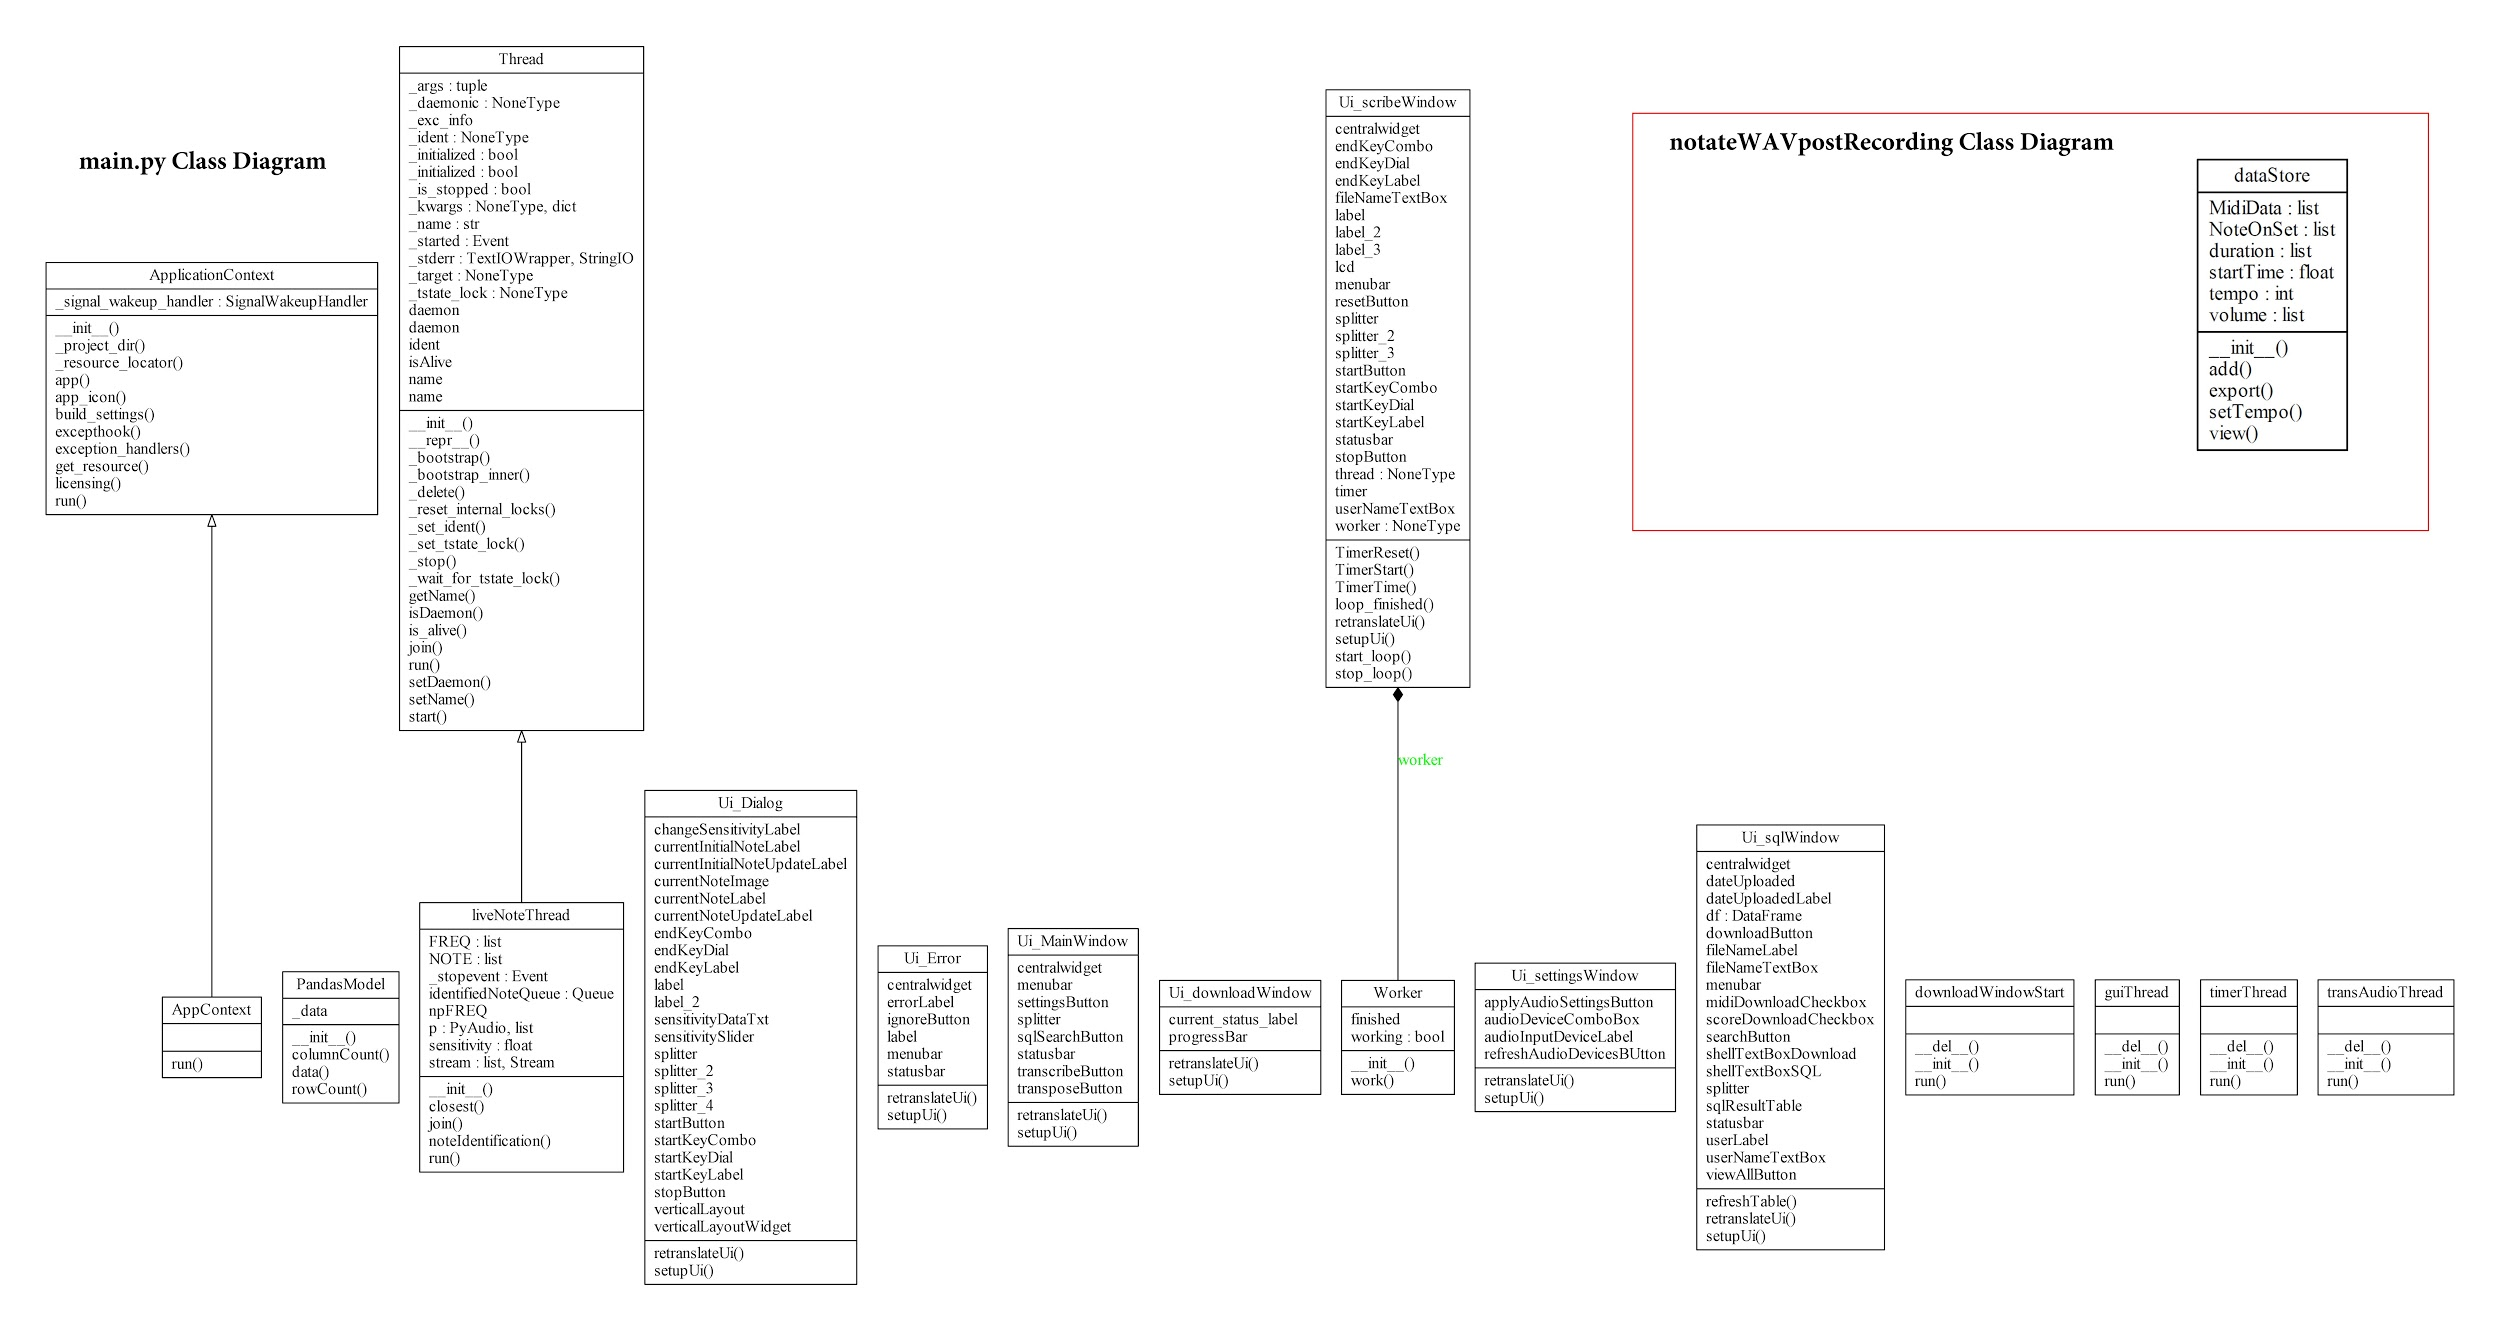 main.py Class Diagram
ApplicationContext
_signal_wakeup_handler : SignalWakeupHandler
__init__()
_project_dir()
_resource_locator()
app()
app_icon()
build_settings()
excepthook()
exception_handlers()
get_resource()
licensing()
run()
Thread
_args : tuple
_daemonic : NoneType
_exc_info
_ident : NoneType
_initialized : bool
_initialized : bool
_is_stopped : bool
_kwargs : NoneType, dict
_name : str
_started : Event
_stderr : TextIOWrapper, StringIO
_target : NoneType
_tstate_lock : NoneType
daemon
daemon
ident
isAlive
name
name
__init__()
__repr__()
_bootstrap()
_bootstrap_inner()
_delete()
_reset_internal_locks()
_set_ident()
_set_tstate_lock()
_stop()
_wait_for_tstate_lock()
getName()
isDaemon()
is_alive()
join()
run()
setDaemon()
setName()
start()
Ui_scribeWindow
centralwidget
endKeyCombo
endKeyDial
endKeyLabel
fileNameTextBox
label
label_2
label_3
lcd
menubar
resetButton
splitter
splitter_2
splitter_3
startButton
startKeyCombo
startKeyDial
startKeyLabel
statusbar
stopButton
thread : NoneType
timer
userNameTextBox
worker : NoneType
TimerReset()
TimerStart()
TimerTime()
loop_finished()
retranslateUi()
setupUi()
start_loop()
stop_loop()
worker
notateWAVpostRecording Class Diagram
dataStore
MidiData : list
NoteOnSet : list
duration : list
startTime : float
tempo : int
volume : list
__init__()
add()
export()
setTempo()
view()
AppContext
run()
PandasModel
_data
__init__()
columnCount()
data()
rowCount()
liveNoteThread
FREQ : list
NOTE : list
_stopevent : Event
identifiedNoteQueue : Queue
npFREQ
p : PyAudio, list
sensitivity : float
stream : list, Stream
__init__()
closest()
join()
noteIdentification()
run()
Ui_Dialog
changeSensitivityLabel
currentInitialNoteLabel
currentInitialNoteUpdateLabel
currentNoteImage
currentNoteLabel
currentNoteUpdateLabel
endKeyCombo
endKeyDial
endKeyLabel
label
label_2
sensitivityDataTxt
sensitivitySlider
splitter
splitter_2
splitter_3
splitter_4
startButton
startKeyCombo
startKeyDial
startKeyLabel
stopButton
verticalLayout
verticalLayoutWidget
retranslateUi()
setupUi()
Ui_Error
centralwidget
errorLabel
ignoreButton
label
menubar
statusbar
retranslateUi()
setupUi()
Ui_MainWindow
centralwidget
menubar
settingsButton
splitter
sqlSearchButton
statusbar
transcribeButton
transposeButton
retranslateUi()
setupUi()
Ui_downloadWindow
current_status_label
progressBar
retranslateUi()
setupUi()
Worker
finished
working : bool
__init__()
work()
Ui_settingsWindow
applyAudioSettingsButton
audioDeviceComboBox
audioInputDeviceLabel
refreshAudioDevicesBUtton
retranslateUi()
setupUi()
Ui_sqlWindow
centralwidget
dateUploaded
dateUploadedLabel
df : DataFrame
downloadButton
fileNameLabel
fileNameTextBox
menubar
midiDownloadCheckbox
scoreDownloadCheckbox
searchButton
shellTextBoxDownload
shellTextBoxSQL
splitter
sqlResultTable
statusbar
userLabel
userNameTextBox
viewAllButton
refreshTable()
retranslateUi()
setupUi()
downloadWindowStart
__del__()
__init__()
run()
guiThread
__del__()
__init__()
run()
timerThread
__del__()
__init__()
run()
transAudioThread
__del__()
__init__()
run()